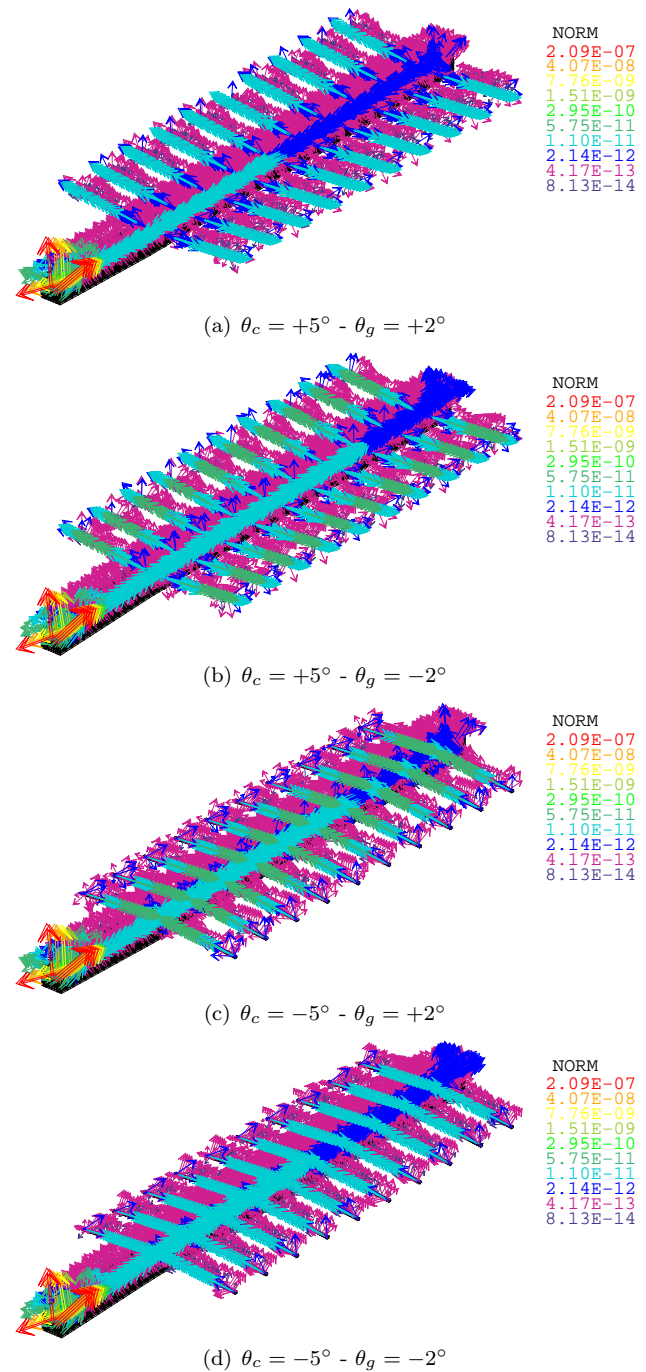 NORM
2.09E-07
4.07E-08
7.76E-09
1.51E-09
2.95E-10
5.75E-11
1.10E-11
2.14E-12
4.17E-13
8.13E-14
(a) θc = +5° - θg = +2°
NORM
2.09E-07
4.07E-08
7.76E-09
1.51E-09
2.95E-10
5.75E-11
1.10E-11
2.14E-12
4.17E-13
8.13E-14
(b) θc = +5° - θg = −2°
NORM
2.09E-07
4.07E-08
7.76E-09
1.51E-09
2.95E-10
5.75E-11
1.10E-11
2.14E-12
4.17E-13
8.13E-14
(c) θc = −5° - θg = +2°
NORM
2.09E-07
4.07E-08
7.76E-09
1.51E-09
2.95E-10
5.75E-11
1.10E-11
2.14E-12
4.17E-13
8.13E-14
(d) θc = −5° - θg = −2°